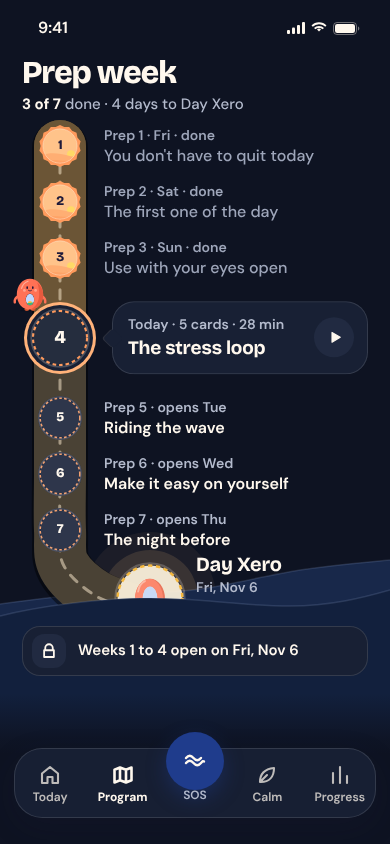 9:41
Prep week
3 of 7 done · 4 days to Day Xero
1
Prep 1 · Fri · done
You don't have to quit today
2
Prep 2 · Sat · done
The first one of the day
3
Prep 3 · Sun · done
Use with your eyes open
4
Today · 5 cards · 28 min
The stress loop
5
Prep 5 · opens Tue
Riding the wave
6
Prep 6 · opens Wed
Make it easy on yourself
7
Prep 7 · opens Thu
The night before
Day Xero
Fri, Nov 6
Weeks 1 to 4 open on Fri, Nov 6
Today
Program
SOS
Calm
Progress